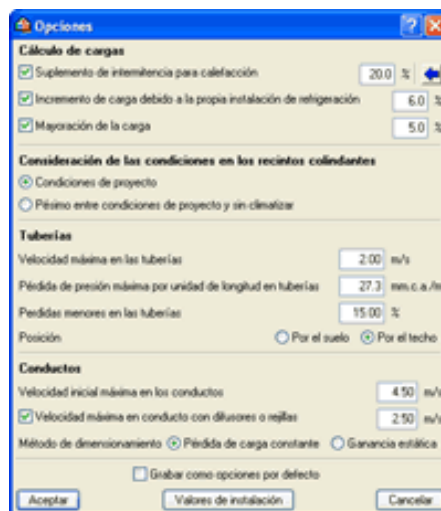 Opciones
Cálculo de cargas
Suplemento de intermitencia para calefacción 20.0 %
Incremento de carga debido a la propia instalación de refrigeración 6.0 %
Mayoración de la carga 5.0 %
Consideración de las condiciones en los recintos colindantes
Condiciones de proyecto
Pésimo entre condiciones de proyecto y sin climatizar
Tuberías
Velocidad máxima en las tuberías 2.00 m/s
Pérdida de presión máxima por unidad de longitud en tuberías 27.3 mm.c.a./m
Perdidas menores en las tuberías 15.00 %
Posición Por el suelo Por el techo
Conductos
Velocidad inicial máxima en los conductos 4.50 m/s
Velocidad máxima en conducto con difusores o rejillas 2.50 m/s
Método de dimensionamiento Pérdida de carga constante Ganancia estática
Grabar como opciones por defecto
Aceptar Valores de instalación Cancelar